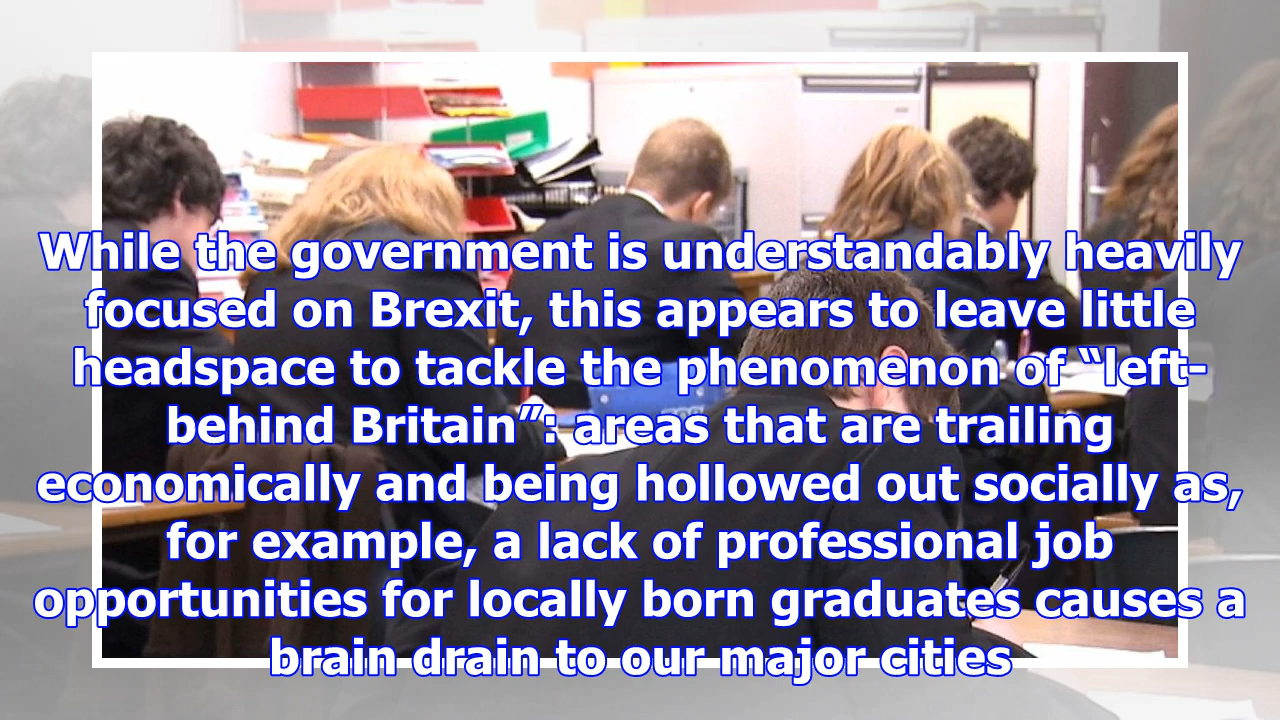 While the government is understandably heavily
focused on Brexit, this appears to leave little
headspace to tackle the phenomenon of “left-
behind Britain”: areas that are trailing
economically and being hollowed out socially as,
for example, a lack of professional job
opportunities for locally born graduates causes a
brain drain to our major cities